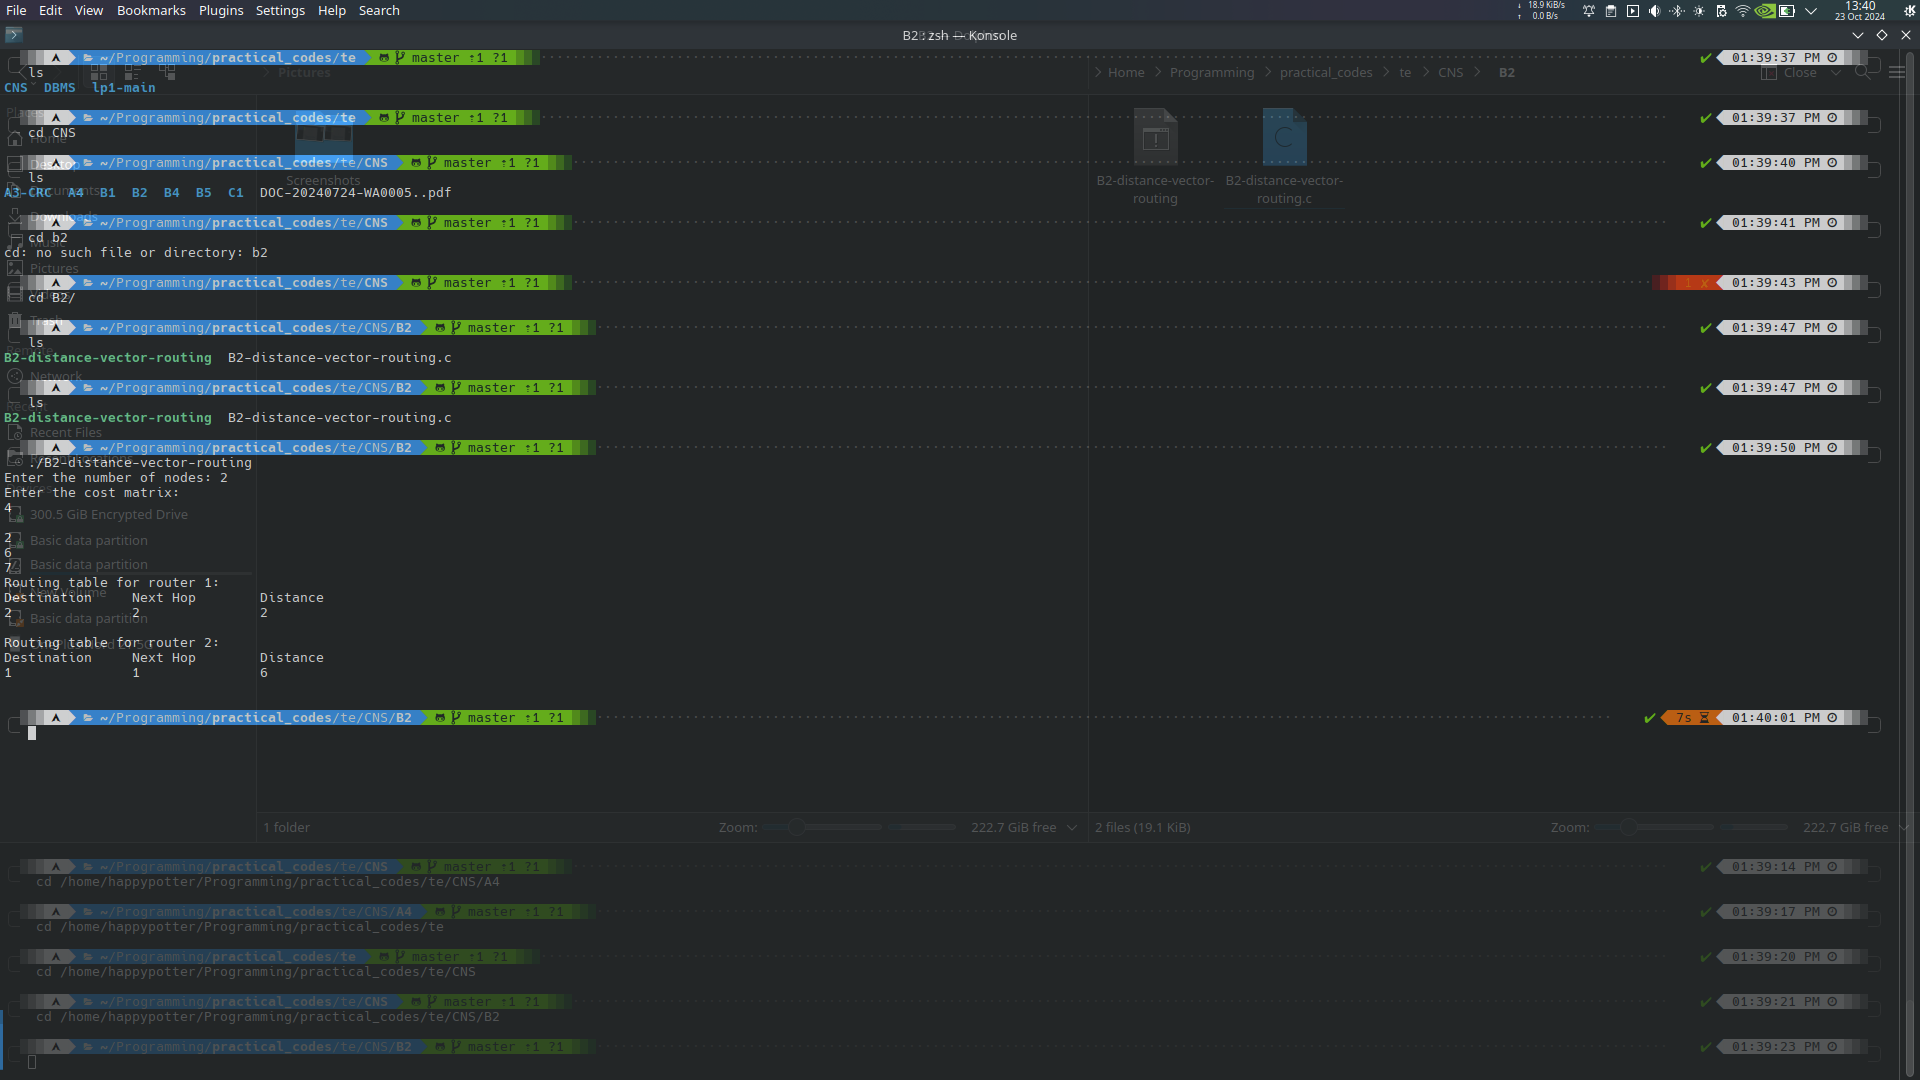 File Edit View Bookmarks Plugins Settings Help Search
18.9 KiB/s
0.0 B/s
13:40
23 Oct 2024
B2 : zsh — Konsole
~/Programming/practical_codes/te master ⇡1 ?1 01:39:37 PM
ls
CNS DBMS lp1-main
~/Programming/practical_codes/te master ⇡1 ?1 01:39:37 PM
cd CNS
~/Programming/practical_codes/te/CNS master ⇡1 ?1 01:39:40 PM
ls
A3-CRC A4 B1 B2 B4 B5 C1 DOC-20240724-WA0005..pdf
~/Programming/practical_codes/te/CNS master ⇡1 ?1 01:39:41 PM
cd b2
cd: no such file or directory: b2
~/Programming/practical_codes/te/CNS master ⇡1 ?1 1 ✘ 01:39:43 PM
cd B2/
~/Programming/practical_codes/te/CNS/B2 master ⇡1 ?1 01:39:47 PM
ls
B2-distance-vector-routing B2-distance-vector-routing.c
~/Programming/practical_codes/te/CNS/B2 master ⇡1 ?1 01:39:47 PM
ls
B2-distance-vector-routing B2-distance-vector-routing.c
~/Programming/practical_codes/te/CNS/B2 master ⇡1 ?1 01:39:50 PM
./B2-distance-vector-routing
Enter the number of nodes: 2
Enter the cost matrix:
4
2
6
7
Routing table for router 1:
Destination Next Hop Distance
2 2 2
Routing table for router 2:
Destination Next Hop Distance
1 1 6
~/Programming/practical_codes/te/CNS/B2 master ⇡1 ?1 7s 01:40:01 PM
Pictures
Home Programming practical_codes te CNS B2
Close
Home
Desktop
Documents
Downloads
Music
Pictures
Trash
Network
Recent Files
300.5 GiB Encrypted Drive
Basic data partition
Basic data partition
New Volume
Basic data partition
Screenshots
B2-distance-vector-
routing
B2-distance-vector-
routing.c
1 folder Zoom: 222.7 GiB free
2 files (19.1 KiB) Zoom: 222.7 GiB free
~/Programming/practical_codes/te/CNS master ⇡1 ?1 01:39:14 PM
cd /home/happypotter/Programming/practical_codes/te/CNS/A4
~/Programming/practical_codes/te/CNS/A4 master ⇡1 ?1 01:39:17 PM
cd /home/happypotter/Programming/practical_codes/te
~/Programming/practical_codes/te master ⇡1 ?1 01:39:20 PM
cd /home/happypotter/Programming/practical_codes/te/CNS
~/Programming/practical_codes/te/CNS master ⇡1 ?1 01:39:21 PM
cd /home/happypotter/Programming/practical_codes/te/CNS/B2
~/Programming/practical_codes/te/CNS/B2 master ⇡1 ?1 01:39:23 PM